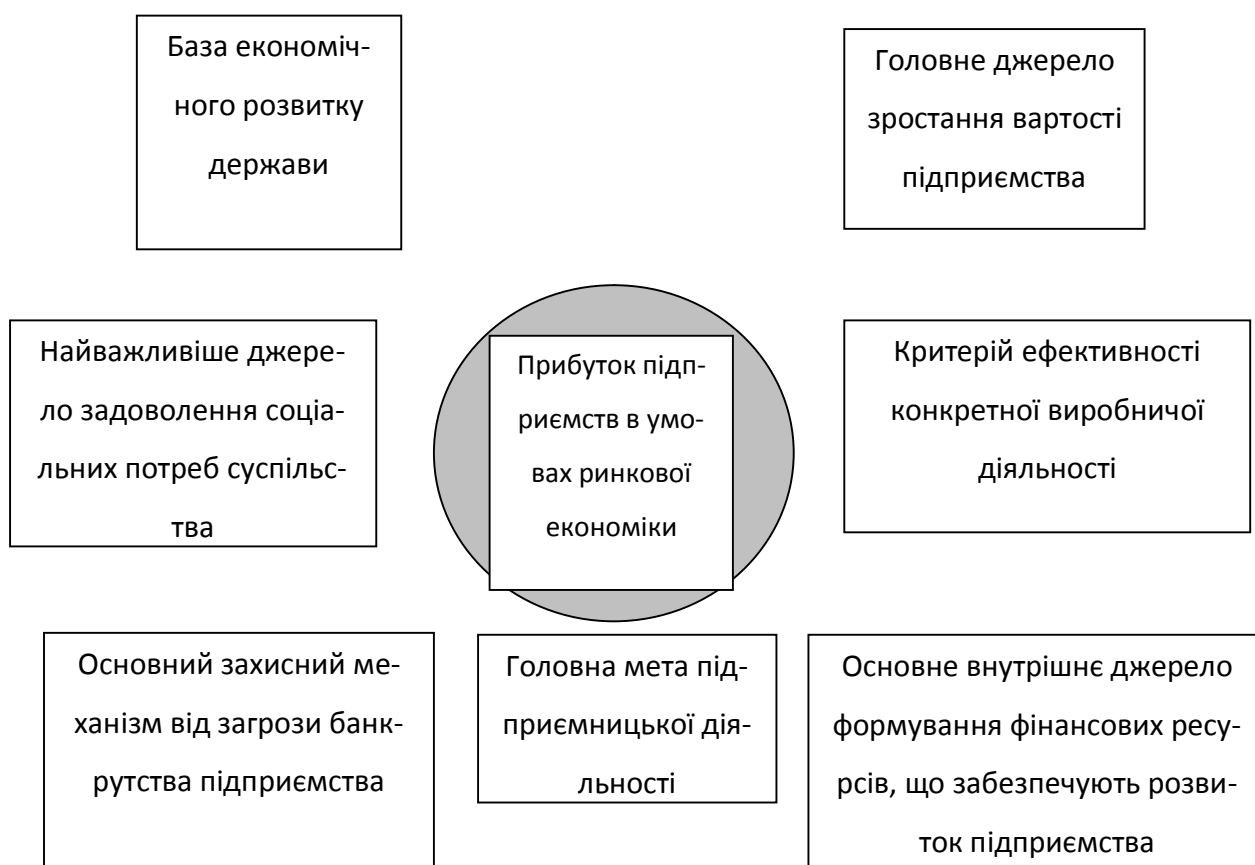 База економіч-
ного розвитку
держави
Головне джерело
зростання вартості
підприємства
Найважливіше джере-
ло задоволення соціа-
льних потреб суспільс-
тва
Прибуток підп-
риємств в умо-
вах ринкової
економіки
Критерій ефективності
конкретної виробничої
діяльності
Основний захисний ме-
ханізм від загрози банк-
рутства підприємства
Головна мета під-
приємницької дія-
льності
Основне внутрішнє джерело
формування фінансових ресу-
рсів, що забезпечують розви-
ток підприємства